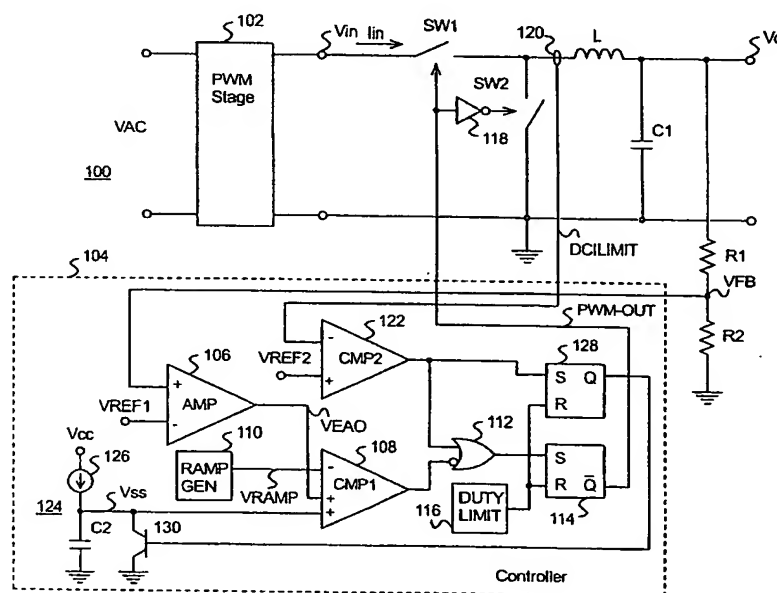 102
PWM
Stage
VAC
100
Vin
Iin
SW1
120
L
SW2
118
C1
DCILIMIT
R1
VFB
R2
PWM-OUT
104
106
+
AMP
-
VREF1
122
-
CMP2
+
VREF2
VEAO
110
RAMP
GEN
VRAMP
108
-
CMP1
+
+
112
128
S Q
R
S
R Q
114
116
DUTY
LIMIT
Vcc
126
Vss
124
C2
130
Controller